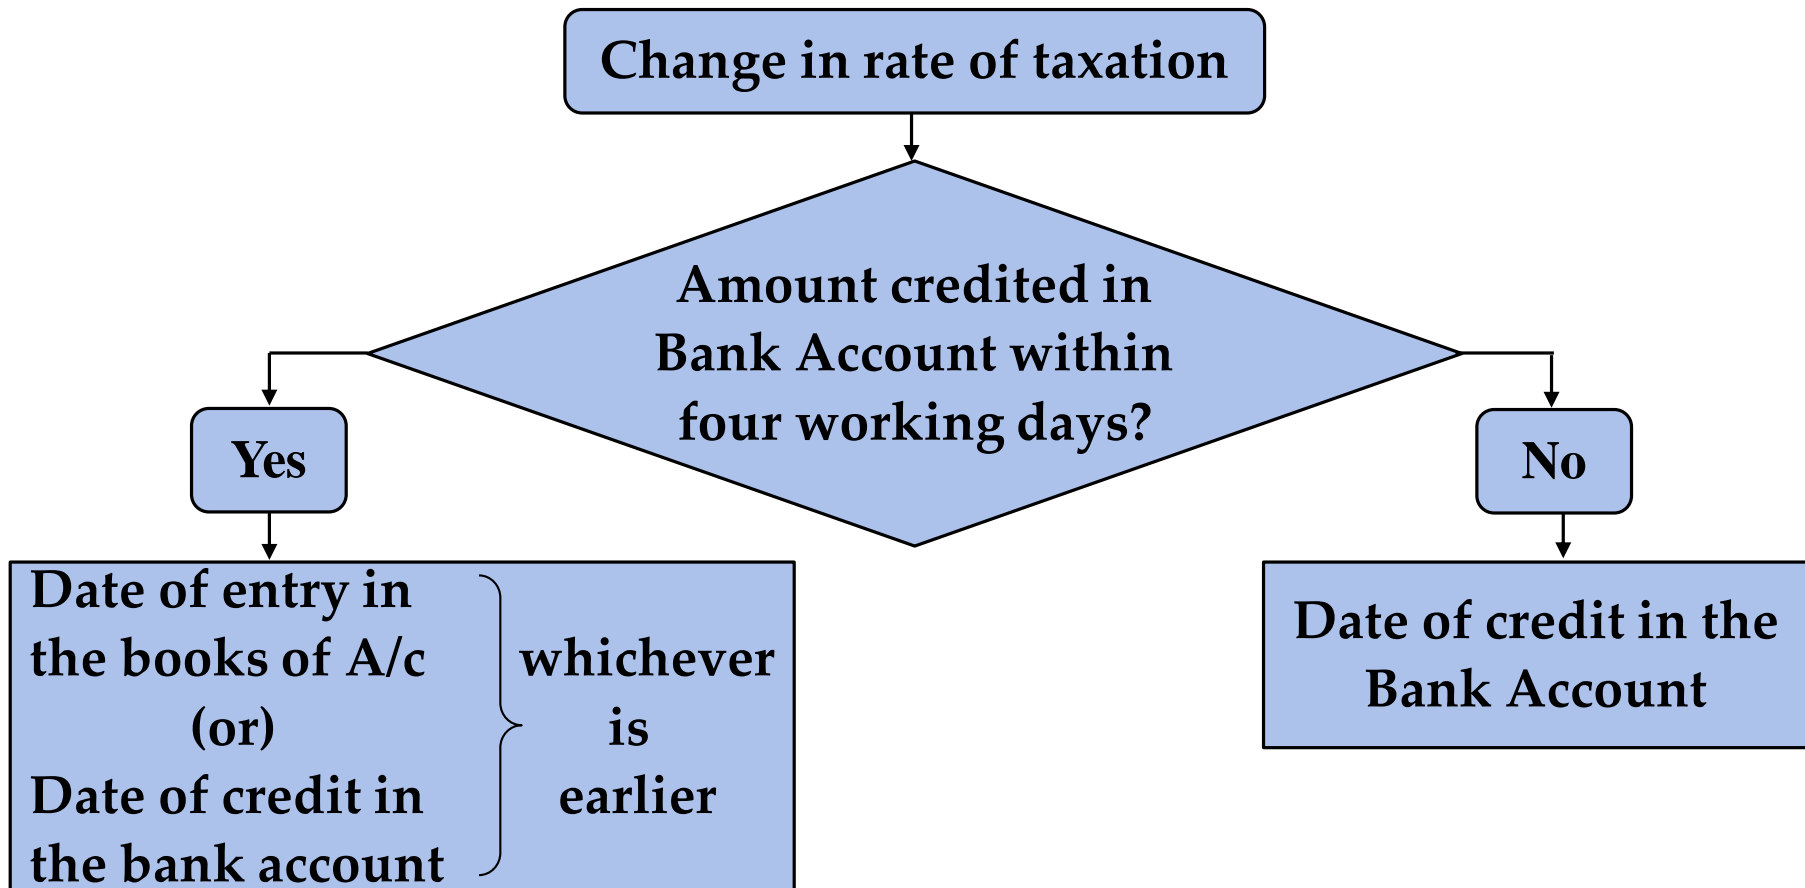 Change in rate of taxation
Amount credited in
Bank Account within
four working days?
Yes
No
Date of entry in
the books of A/c
(or)
Date of credit in
the bank account
whichever
is
earlier
Date of credit in the
Bank Account